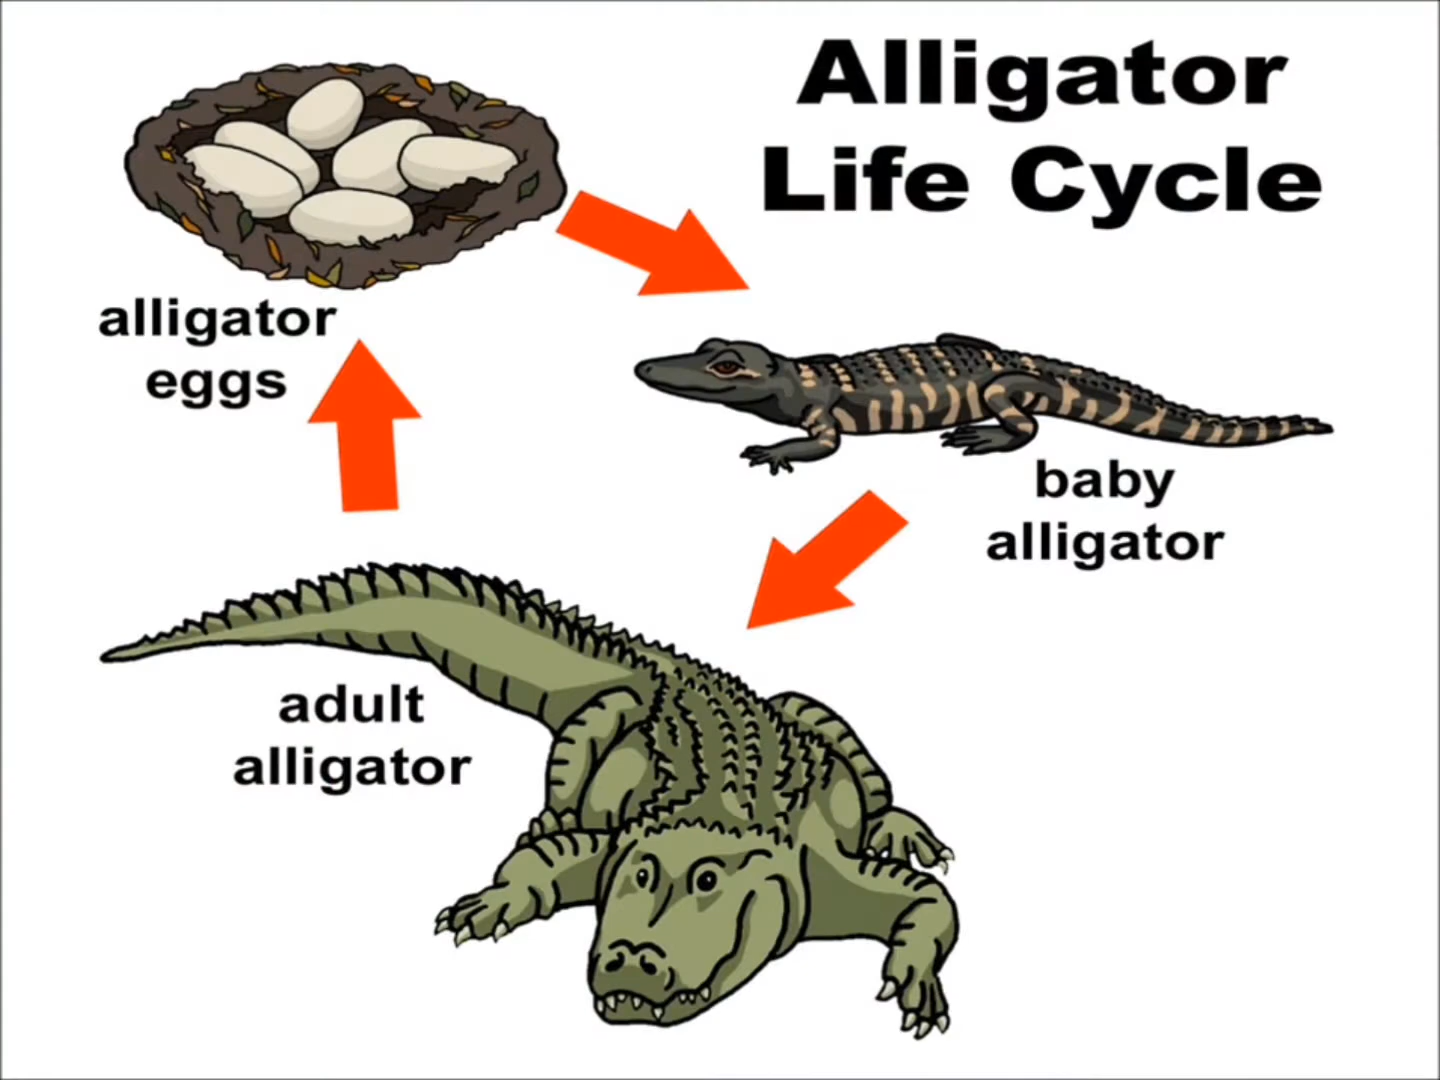 Alligator
Life Cycle
alligator
eggs
baby
alligator
adult
alligator